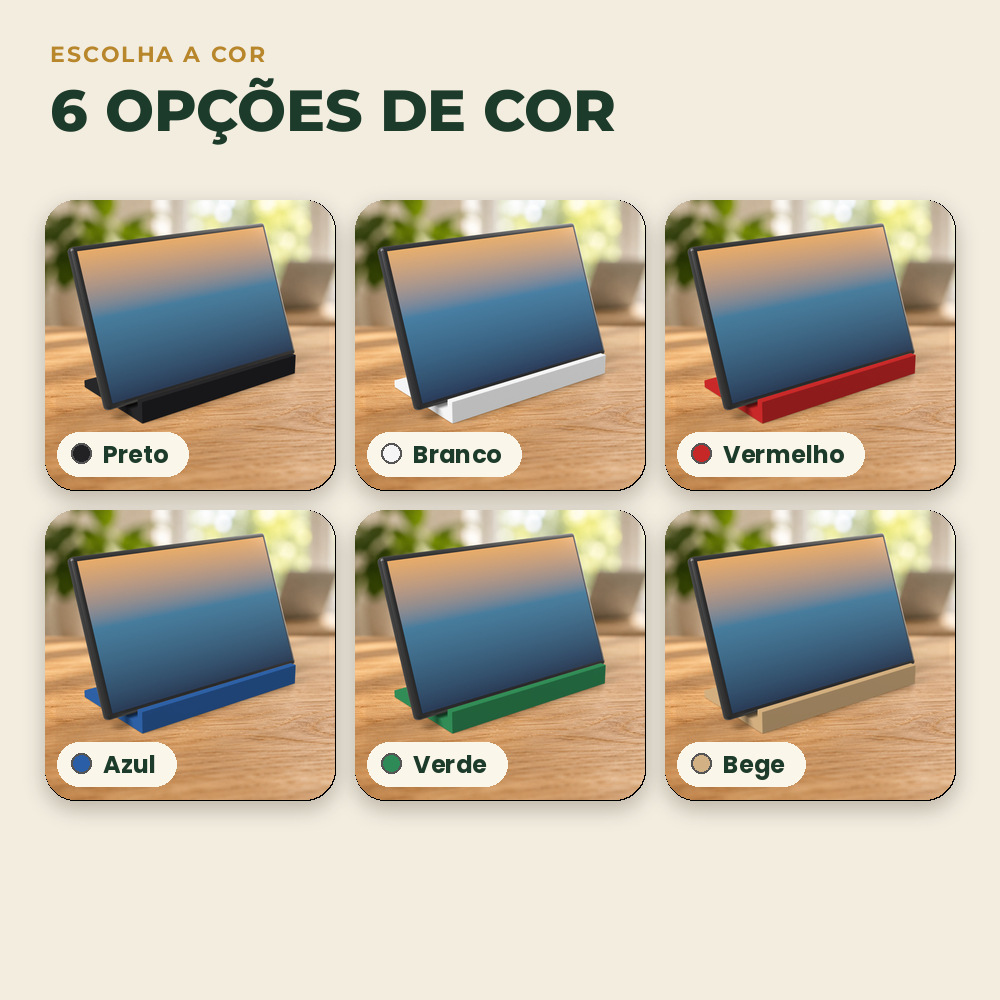 ESCOLHA A COR
6 OPÇÕES DE COR
Preto
Branco
Vermelho
Azul
Verde
Bege